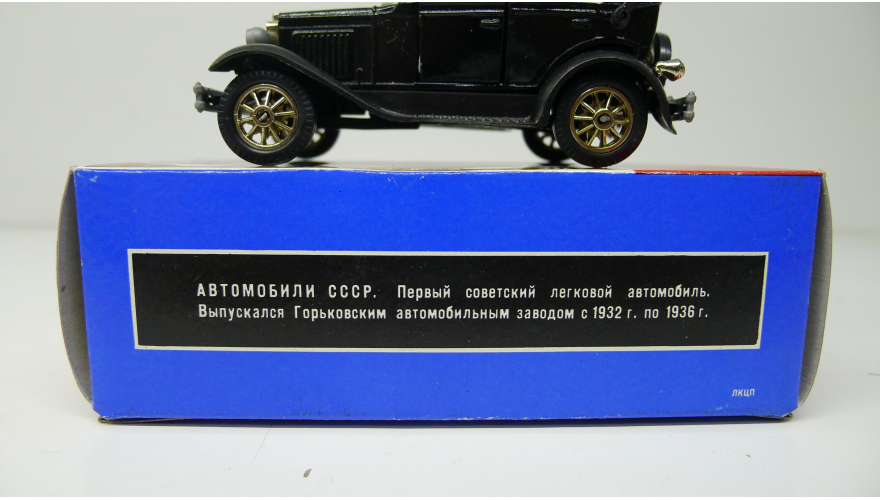 АВТОМОБИЛИ СССР. Первый советский легковой автомобиль.
Выпускался Горьковским автомобильным заводом с 1932 г. по 1936 г.
ЛКЦП